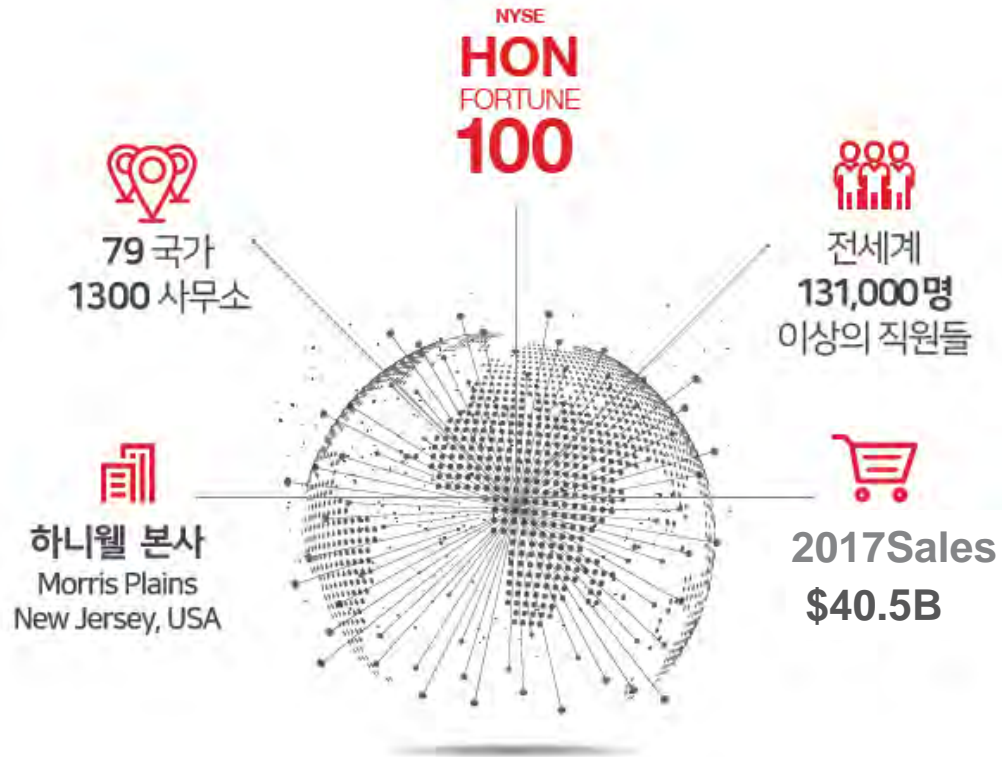 NYSE
HON
FORTUNE
100
79 국가
1300 사무소
전세계
131,000명
이상의 직원들
하니웰 본사
Morris Plains
New Jersey, USA
2017Sales
$40.5B